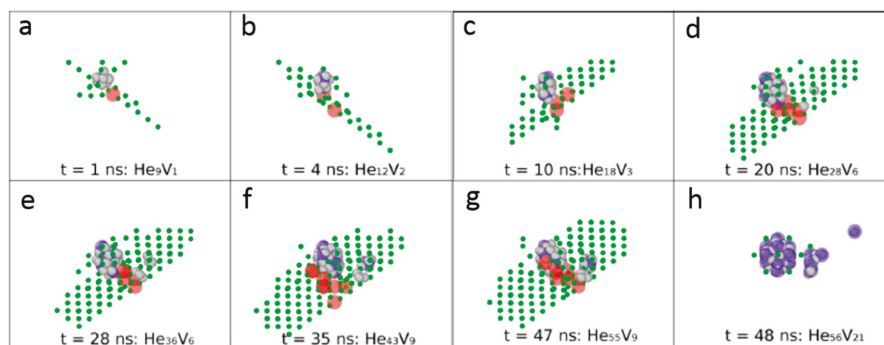 a
b
c
d
t = 1 ns: He₉V₁
t = 4 ns: He₁₂V₂
t = 10 ns:He₁₈V₃
t = 20 ns: He₂₈V₆
e
f
g
h
t = 28 ns: He₃₆V₆
t = 35 ns: He₄₃V₉
t = 47 ns: He₅₅V₉
t = 48 ns: He₅₆V₂₁